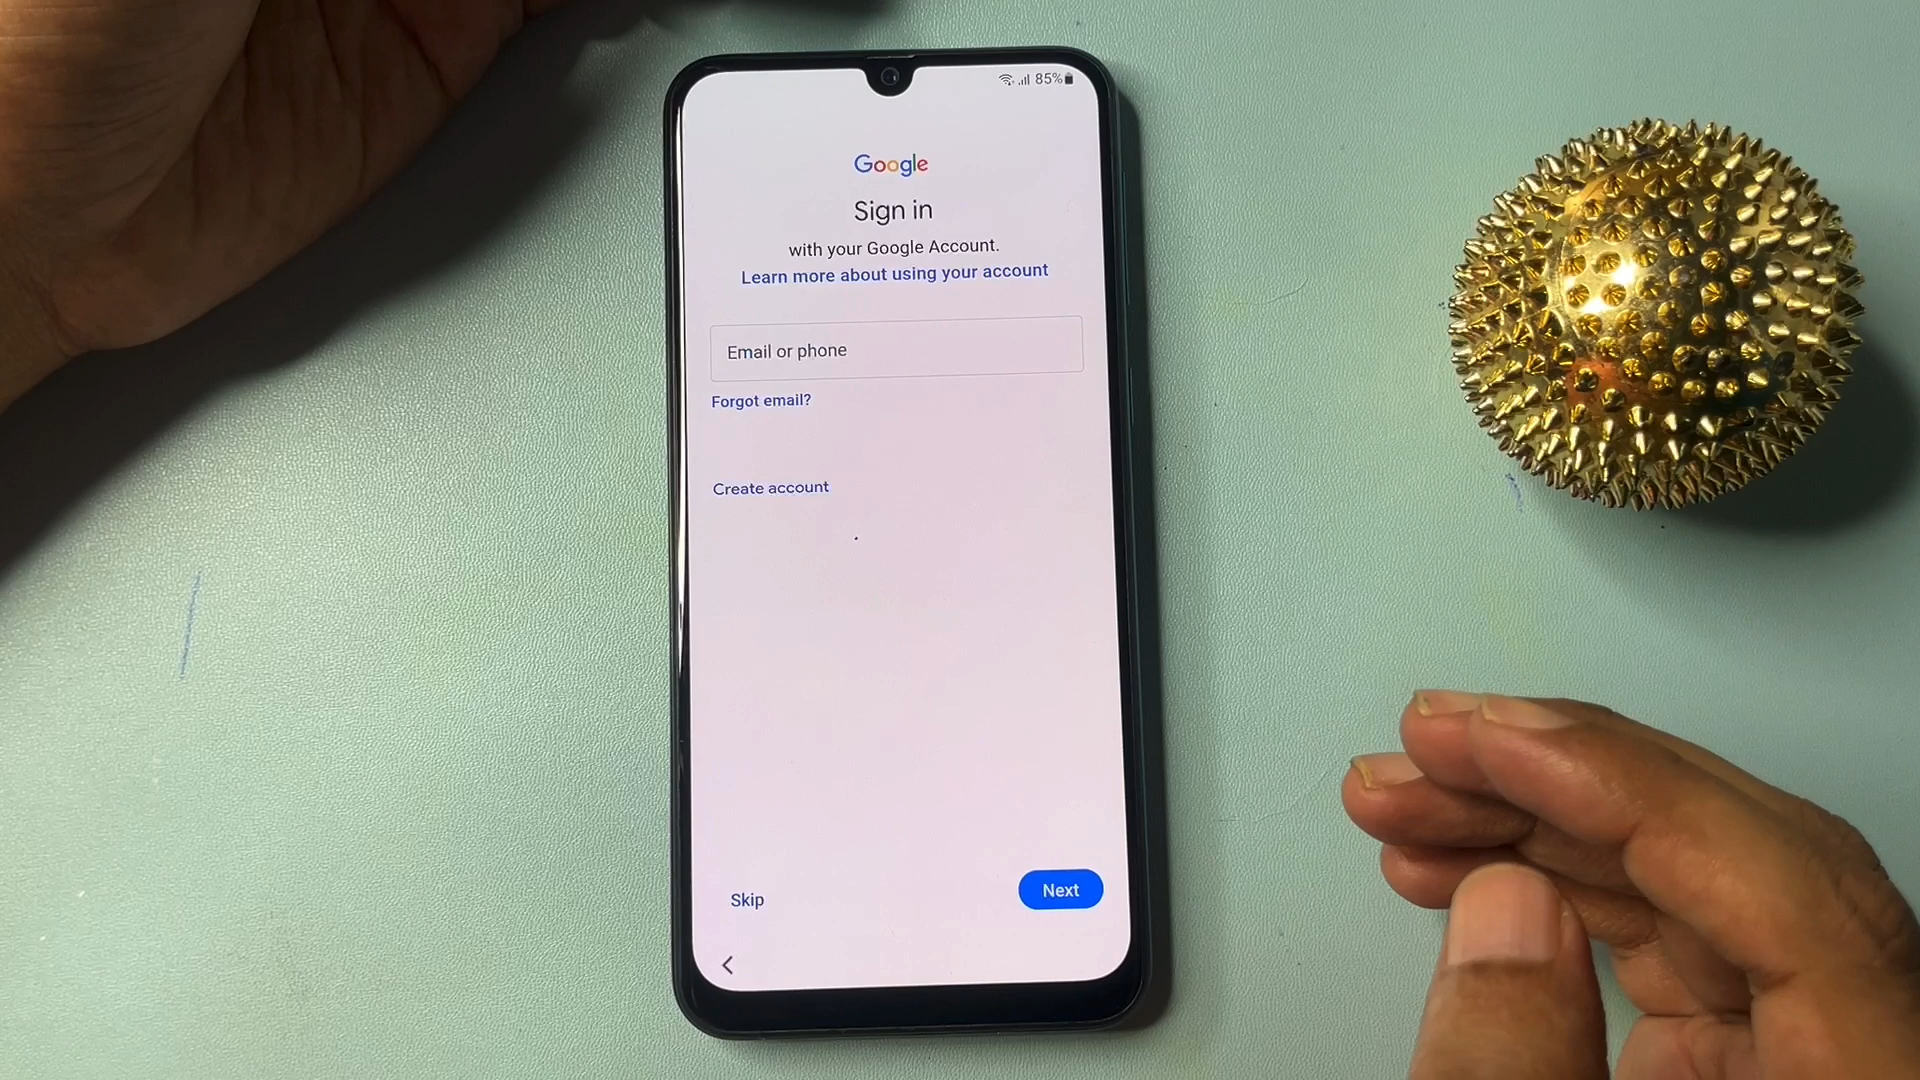 85%
Google
Sign in
with your Google Account.
Learn more about using your account
Email or phone
Forgot email?
Create account
Skip
Next